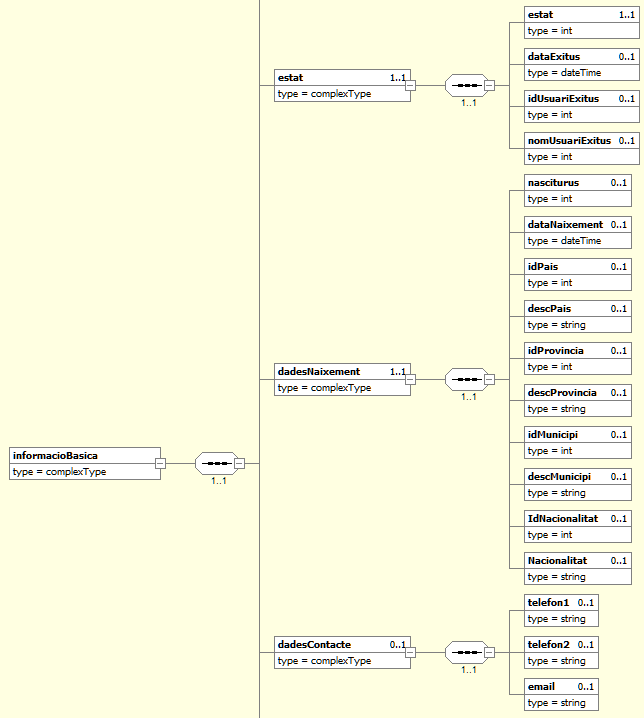 estat 1..1
type = int
dataExitus 0..1
type = dateTime
estat 1..1
type = complexType
1..1
idUsuariExitus 0..1
type = int
nomUsuariExitus 0..1
type = int
nasciturus 0..1
type = int
dataNaixement 0..1
type = dateTime
idPais 0..1
type = int
descPais 0..1
type = string
idProvincia 0..1
type = int
dadesNaixement 1..1
type = complexType
1..1
descProvincia 0..1
type = string
idMunicipi 0..1
type = int
informacioBasica
type = complexType
1..1
descMunicipi 0..1
type = string
IdNacionalitat 0..1
type = int
Nacionalitat 0..1
type = string
telefon1 0..1
type = string
dadesContacte 0..1
type = complexType
1..1
telefon2 0..1
type = string
email 0..1
type = string